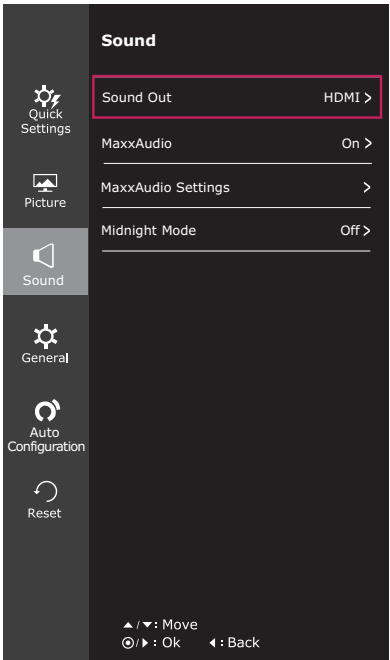 Sound
Quick
Settings
Picture
Sound
General
Auto
Configuration
Reset
Sound Out HDMI >
MaxxAudio On >
MaxxAudio Settings >
Midnight Mode Off >
▲/▼: Move
◉/▶: Ok ◀: Back